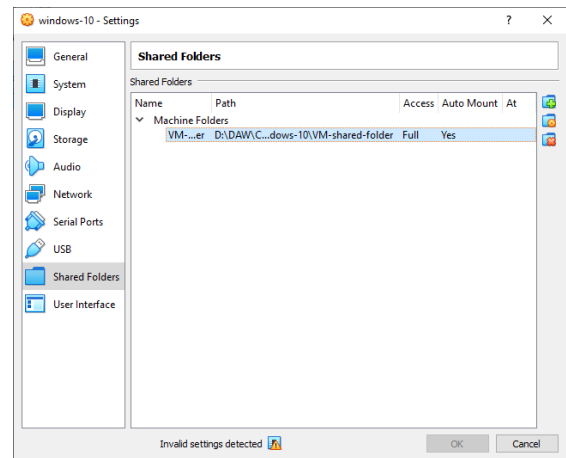 windows-10 - Settings ?
General
System
Display
Storage
Audio
Network
Serial Ports
USB
Shared Folders
User Interface
Shared Folders
Shared Folders
Name Path Access Auto Mount At
Machine Folders
VM-...er D:\DAW\C...dows-10\VM-shared-folder Full Yes
Invalid settings detected
OK Cancel